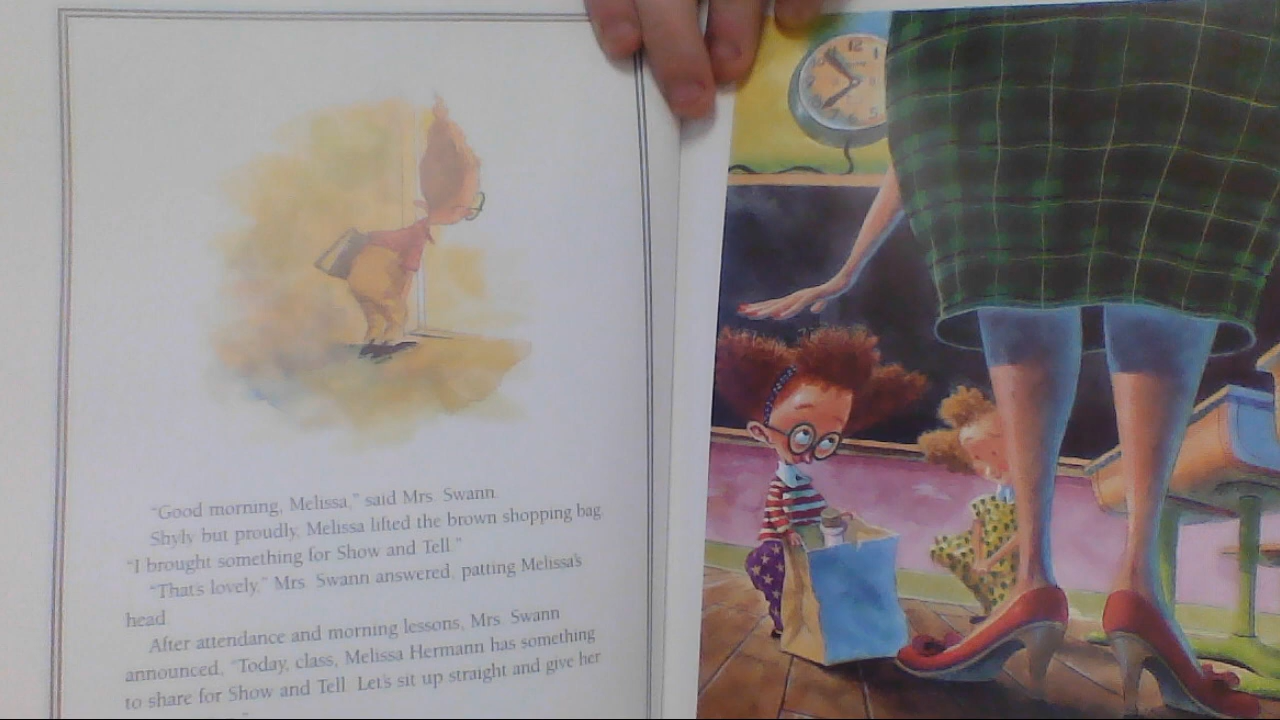 "Good morning, Melissa," said Mrs. Swann.
Shyly but proudly, Melissa lifted the brown shopping bag.
"I brought something for Show and Tell."
"That's lovely," Mrs. Swann answered, patting Melissa's
head.
After attendance and morning lessons, Mrs. Swann
announced, "Today, class, Melissa Hermann has something
to share for Show and Tell. Let's sit up straight and give her
12